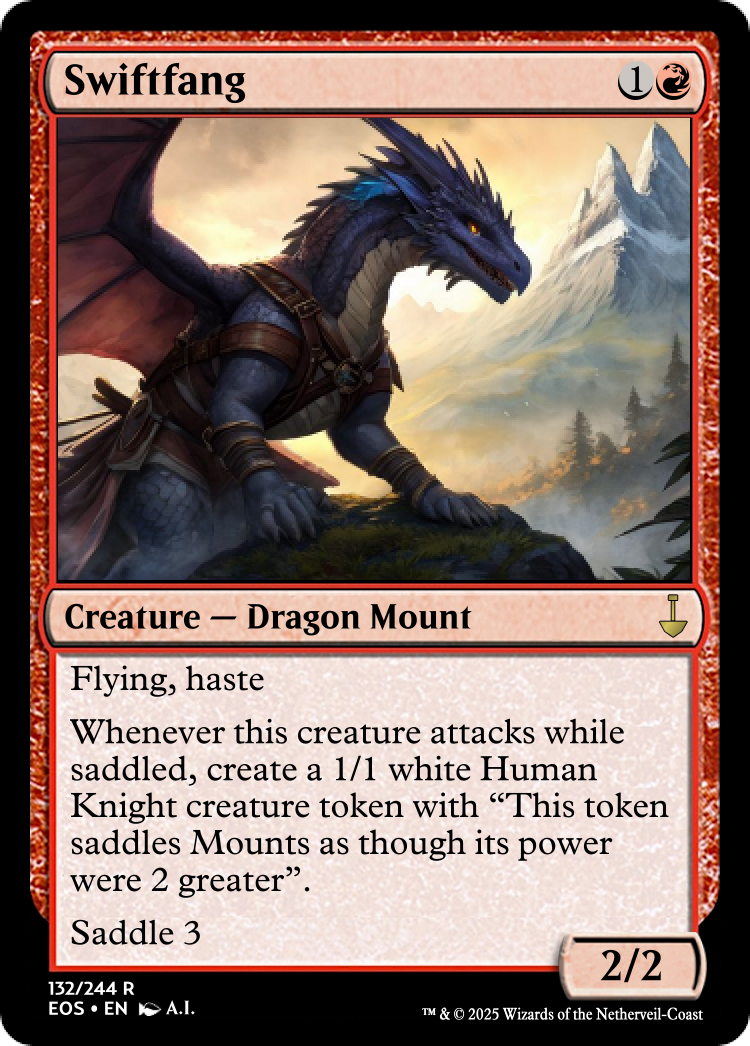 Swiftfang
1
Creature — Dragon Mount
Flying, haste
Whenever this creature attacks while
saddled, create a 1/1 white Human
Knight creature token with “This token
saddles Mounts as though its power
were 2 greater”.
Saddle 3
2/2
132/244 R
EOS • EN A.I.
™ & © 2025 Wizards of the Netherveil-Coast